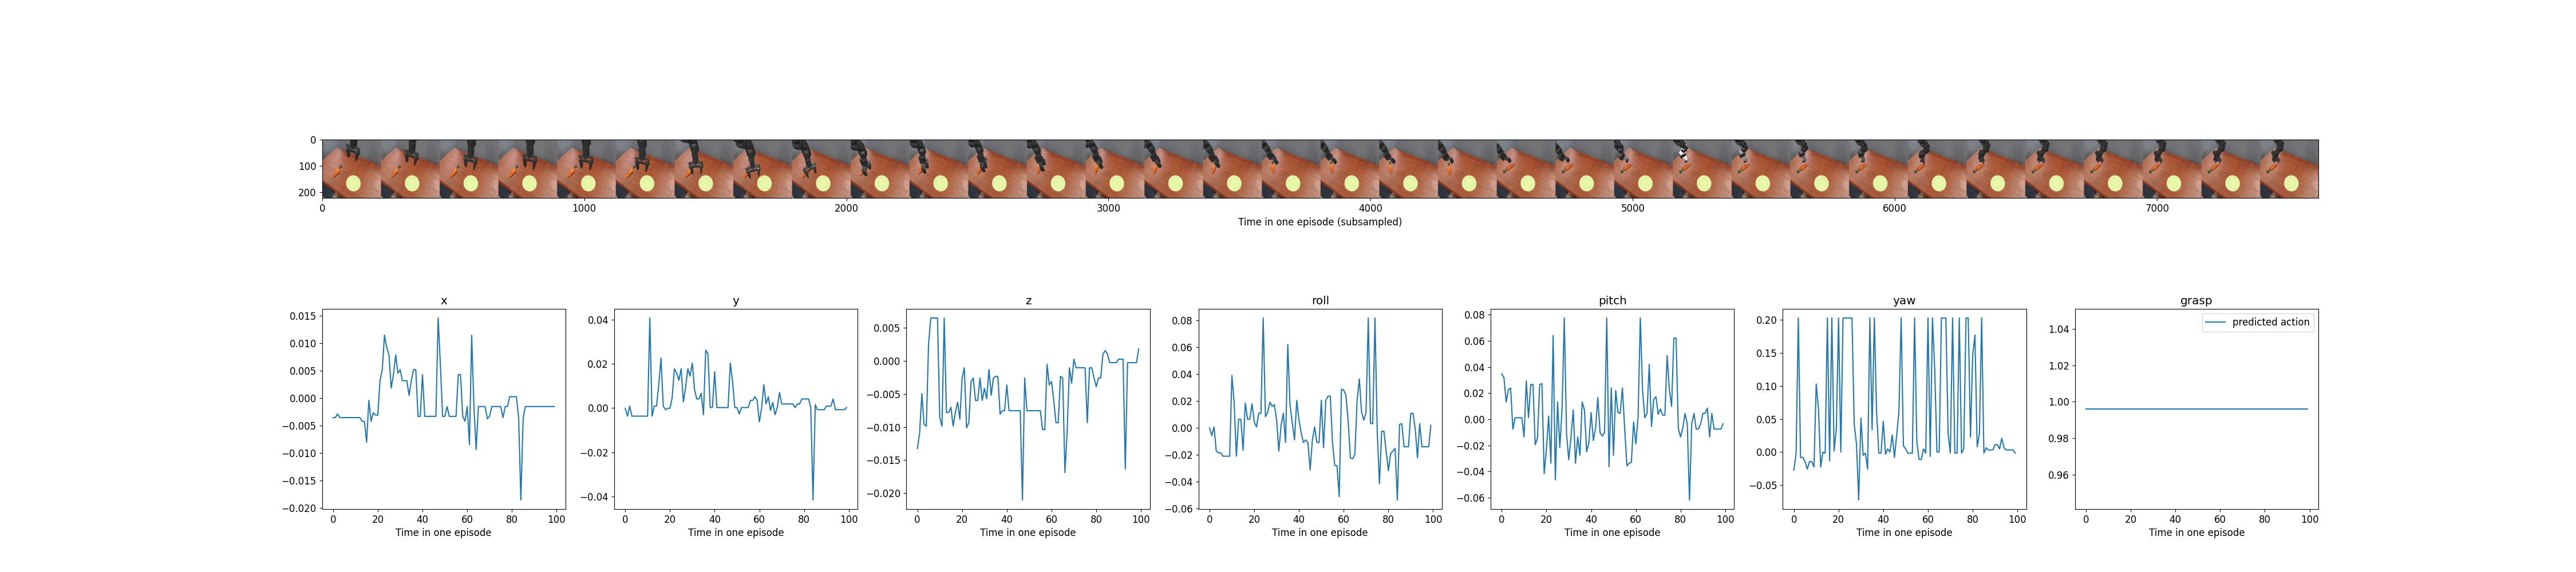 0
100
200
0 1000 2000 3000 4000 5000 6000 7000
Time in one episode (subsampled)
x y z roll pitch yaw grasp
0.015
0.010
0.005
0.000
−0.005
−0.010
−0.015
−0.020
0 20 40 60 80 100
Time in one episode
0.04
0.02
0.00
−0.02
−0.04
0 20 40 60 80 100
Time in one episode
0.005
0.000
−0.005
−0.010
−0.015
−0.020
0 20 40 60 80 100
Time in one episode
0.08
0.06
0.04
0.02
0.00
−0.02
−0.04
−0.06
0 20 40 60 80 100
Time in one episode
0.08
0.06
0.04
0.02
0.00
−0.02
−0.04
−0.06
0 20 40 60 80 100
Time in one episode
0.20
0.15
0.10
0.05
0.00
−0.05
0 20 40 60 80 100
Time in one episode
predicted action
1.04
1.02
1.00
0.98
0.96
0 20 40 60 80 100
Time in one episode